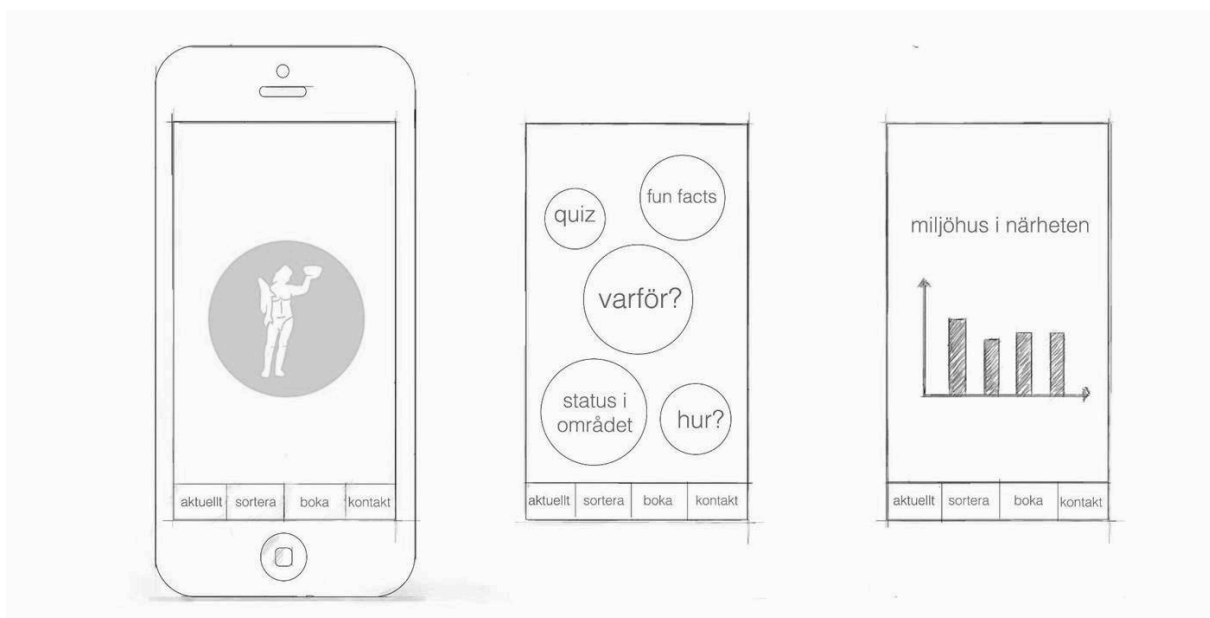 aktuellt sortera boka kontakt
quiz
fun facts
varför?
status i
området
hur?
aktuellt sortera boka kontakt
miljöhus i närheten
aktuellt sortera boka kontakt